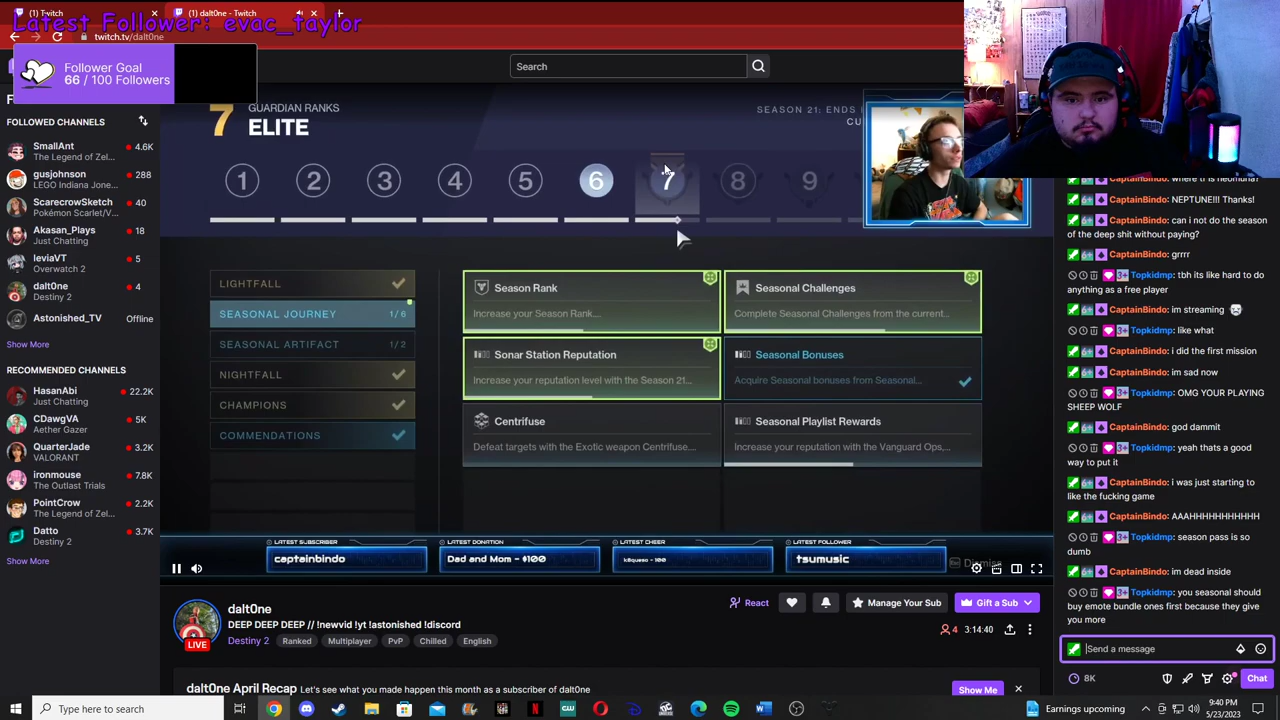 Twitch
dalt0ne - Twitch
Latest Follower: evac_taylor
twitch.tv/dalt0ne
Follower Goal
66 / 100 Followers
Search
FOLLOWED CHANNELS
SmallAnt
The Legend of Zel...
4.6K
gusjohnson
LEGO Indiana Jone...
288
ScarecrowSketch
Pokémon Scarlet/V...
40
Akasan_Plays
Just Chatting
18
leviaVT
Overwatch 2
5
dalt0ne
Destiny 2
4
Astonished_TV
Offline
Show More
RECOMMENDED CHANNELS
HasanAbi
Just Chatting
22.2K
CDawgVA
Aether Gazer
5K
QuarterJade
VALORANT
3.2K
ironmouse
The Outlast Trials
7.8K
PointCrow
The Legend of Zel...
2.2K
Datto
Destiny 2
3.7K
Show More
7
GUARDIAN RANKS
ELITE
SEASON 21: ENDS I
CU
1 2 3 4 5 6 7 8 9
LIGHTFALL
SEASONAL JOURNEY 1/6
SEASONAL ARTIFACT 1/2
NIGHTFALL
CHAMPIONS
COMMENDATIONS
Season Rank
Increase your Season Rank....
Seasonal Challenges
Complete Seasonal Challenges from the current...
Sonar Station Reputation
Increase your reputation level with the Season 21...
Seasonal Bonuses
Acquire Seasonal bonuses from Seasonal...
Centrifuse
Defeat targets with the Exotic weapon Centrifuse...
Seasonal Playlist Rewards
Increase your reputation with the Vanguard Ops,...
LATEST SUBSCRIBER
captainbindo
LATEST DONATION
Dad and Mom - $100
LATEST CHEER
k8queso - 100
LATEST FOLLOWER
tsumusic
Dismiss
dalt0ne
LIVE
DEEP DEEP DEEP // !newvid !yt !astonished !discord
Destiny 2 Ranked Multiplayer PvP Chilled English
React
Manage Your Sub
Gift a Sub
4
3:14:40
dalt0ne April Recap Let's see what you made happen this month as a subscriber of dalt0ne
Show Me
CaptainBindo:
NEPTUNE!!! Thanks!
CaptainBindo: can i not do the season
of the deep shit without paying?
CaptainBindo: grrrr
Topkidmp: tbh its like hard to do
anything as a free player
CaptainBindo: im streaming
Topkidmp: like what
CaptainBindo: i did the first mission
CaptainBindo: im sad now
Topkidmp: OMG YOUR PLAYING
SHEEP WOLF
CaptainBindo: god dammit
Topkidmp: yeah thats a good
way to put it
CaptainBindo: i was just starting to
like the fucking game
CaptainBindo: AAAHHHHHHHHHHH
Topkidmp: season pass is so
dumb
CaptainBindo: im dead inside
Topkidmp: you seasonal should
buy emote bundle ones first because they give
you more
Send a message
8K
Chat
Type here to search
Earnings upcoming
9:40 PM
5/23/2023